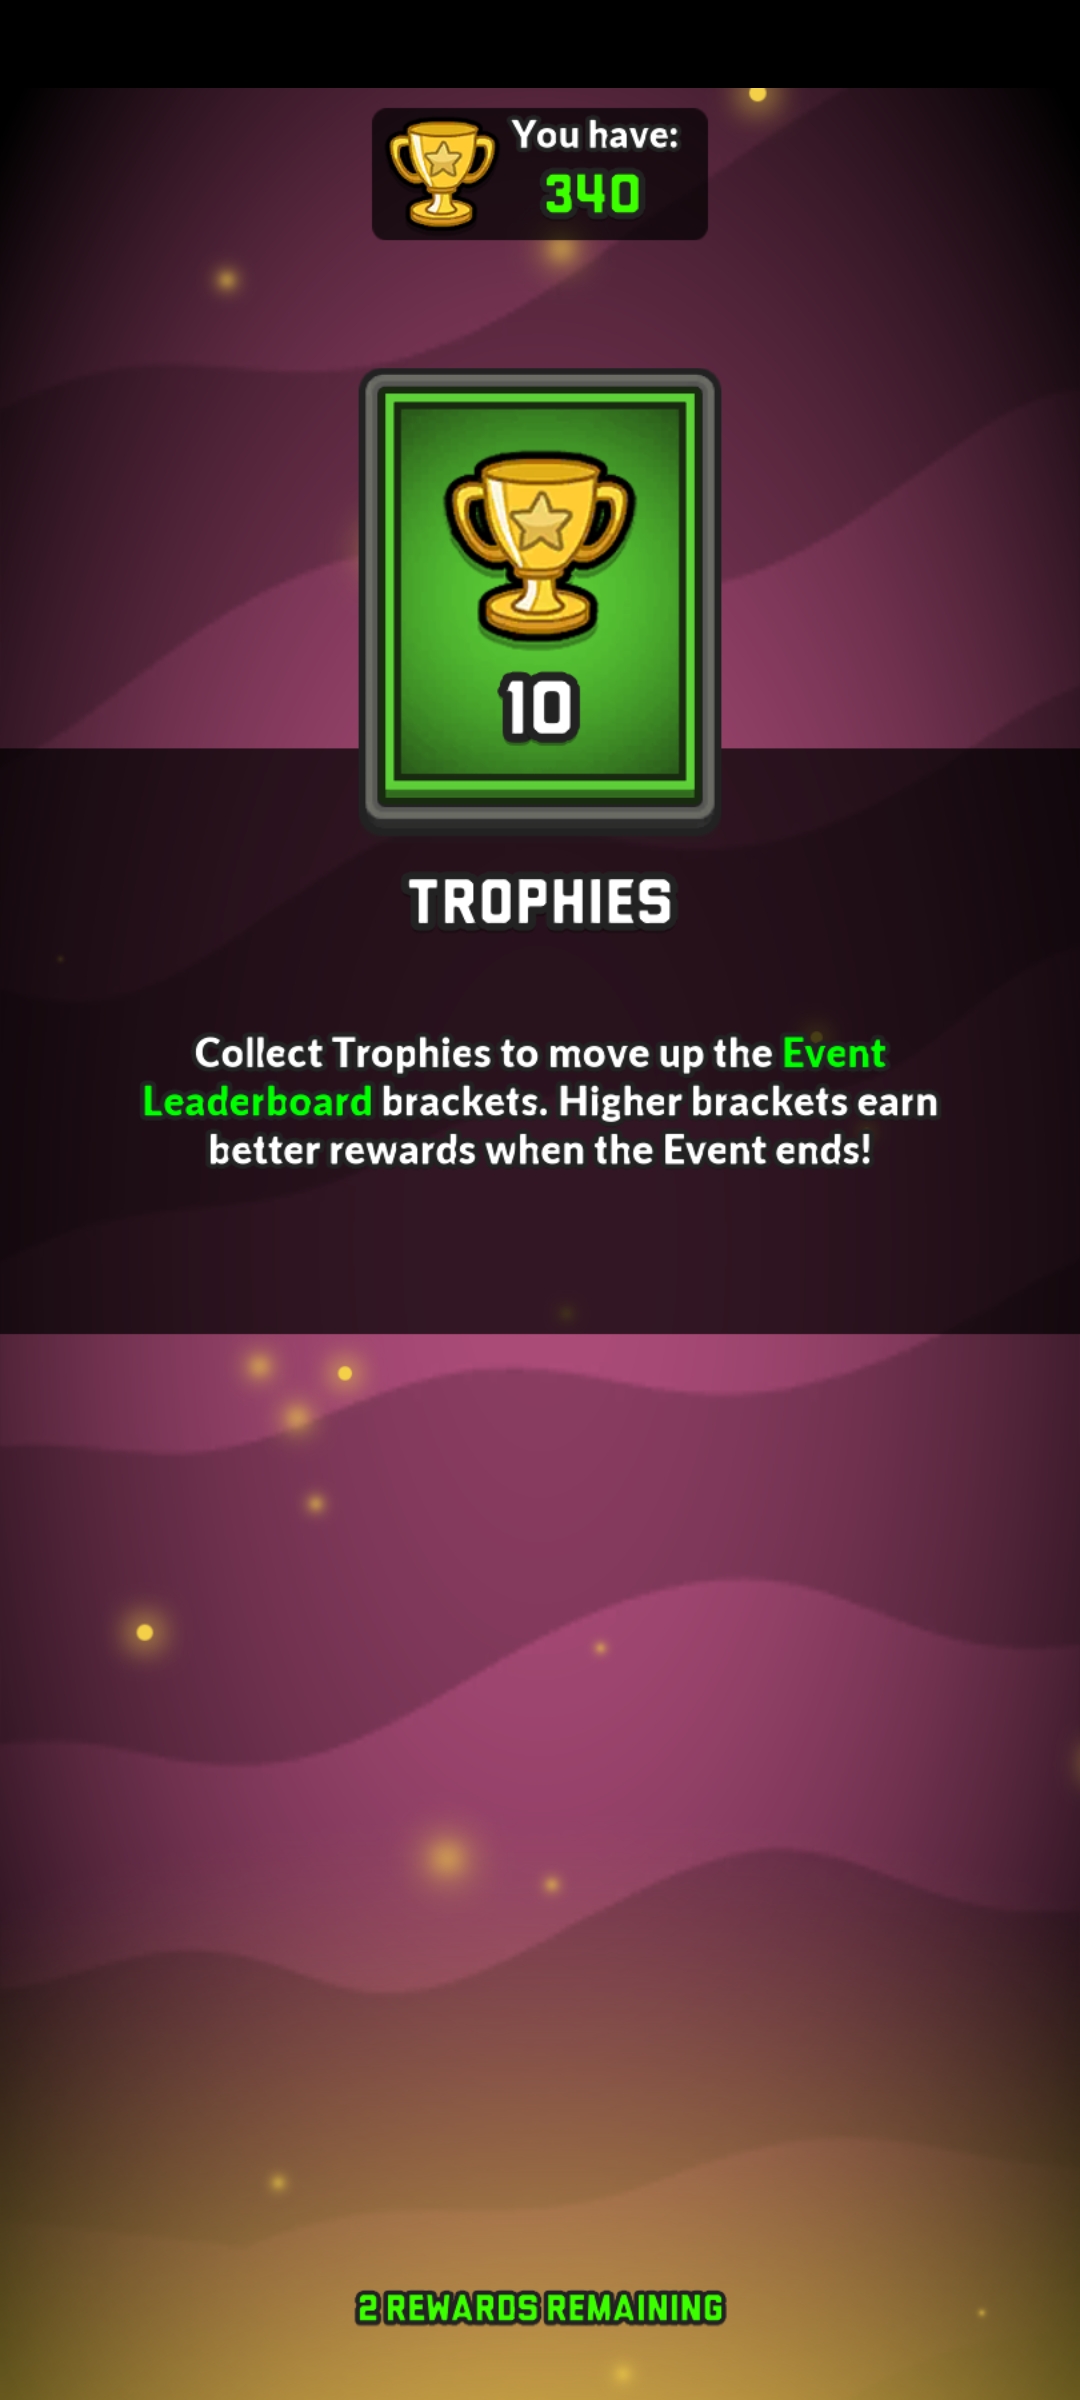 You have:
340
10
TROPHIES
Collect Trophies to move up the Event
Leaderboard brackets. Higher brackets earn
better rewards when the Event ends!
2 REWARDS REMAINING